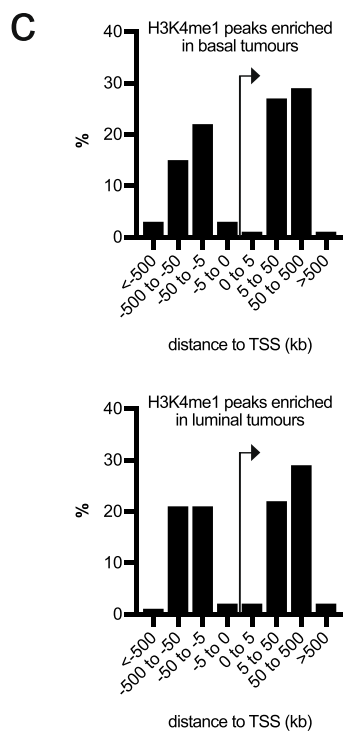 C
H3K4me1 peaks enriched
in basal tumours
40
30
20
10
0
%
<-500
-500 to -50
-50 to -5
-5 to 0
0 to 5
5 to 50
50 to 500
>500
distance to TSS (kb)
H3K4me1 peaks enriched
in luminal tumours
40
30
20
10
0
%
<-500
-500 to -50
-50 to -5
-5 to 0
0 to 5
5 to 50
50 to 500
>500
distance to TSS (kb)